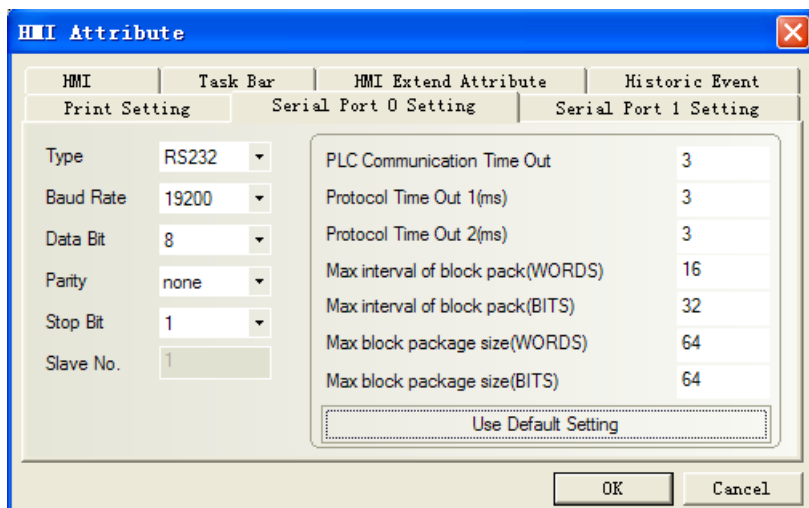 HMI Attribute
HMI Task Bar HMI Extend Attribute Historic Event
Print Setting Serial Port 0 Setting Serial Port 1 Setting
Type RS232
Baud Rate 19200
Data Bit 8
Parity none
Stop Bit 1
Slave No. 1
PLC Communication Time Out 3
Protocol Time Out 1(ms) 3
Protocol Time Out 2(ms) 3
Max interval of block pack(WORDS) 16
Max interval of block pack(BITS) 32
Max block package size(WORDS) 64
Max block package size(BITS) 64
Use Default Setting
OK Cancel